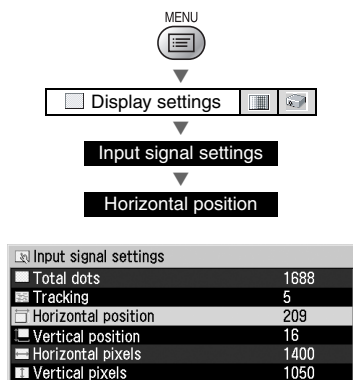 MENU
Display settings
Input signal settings
Horizontal position
Input signal settings
Total dots 1688
Tracking 5
Horizontal position 209
Vertical position 16
Horizontal pixels 1400
Vertical pixels 1050